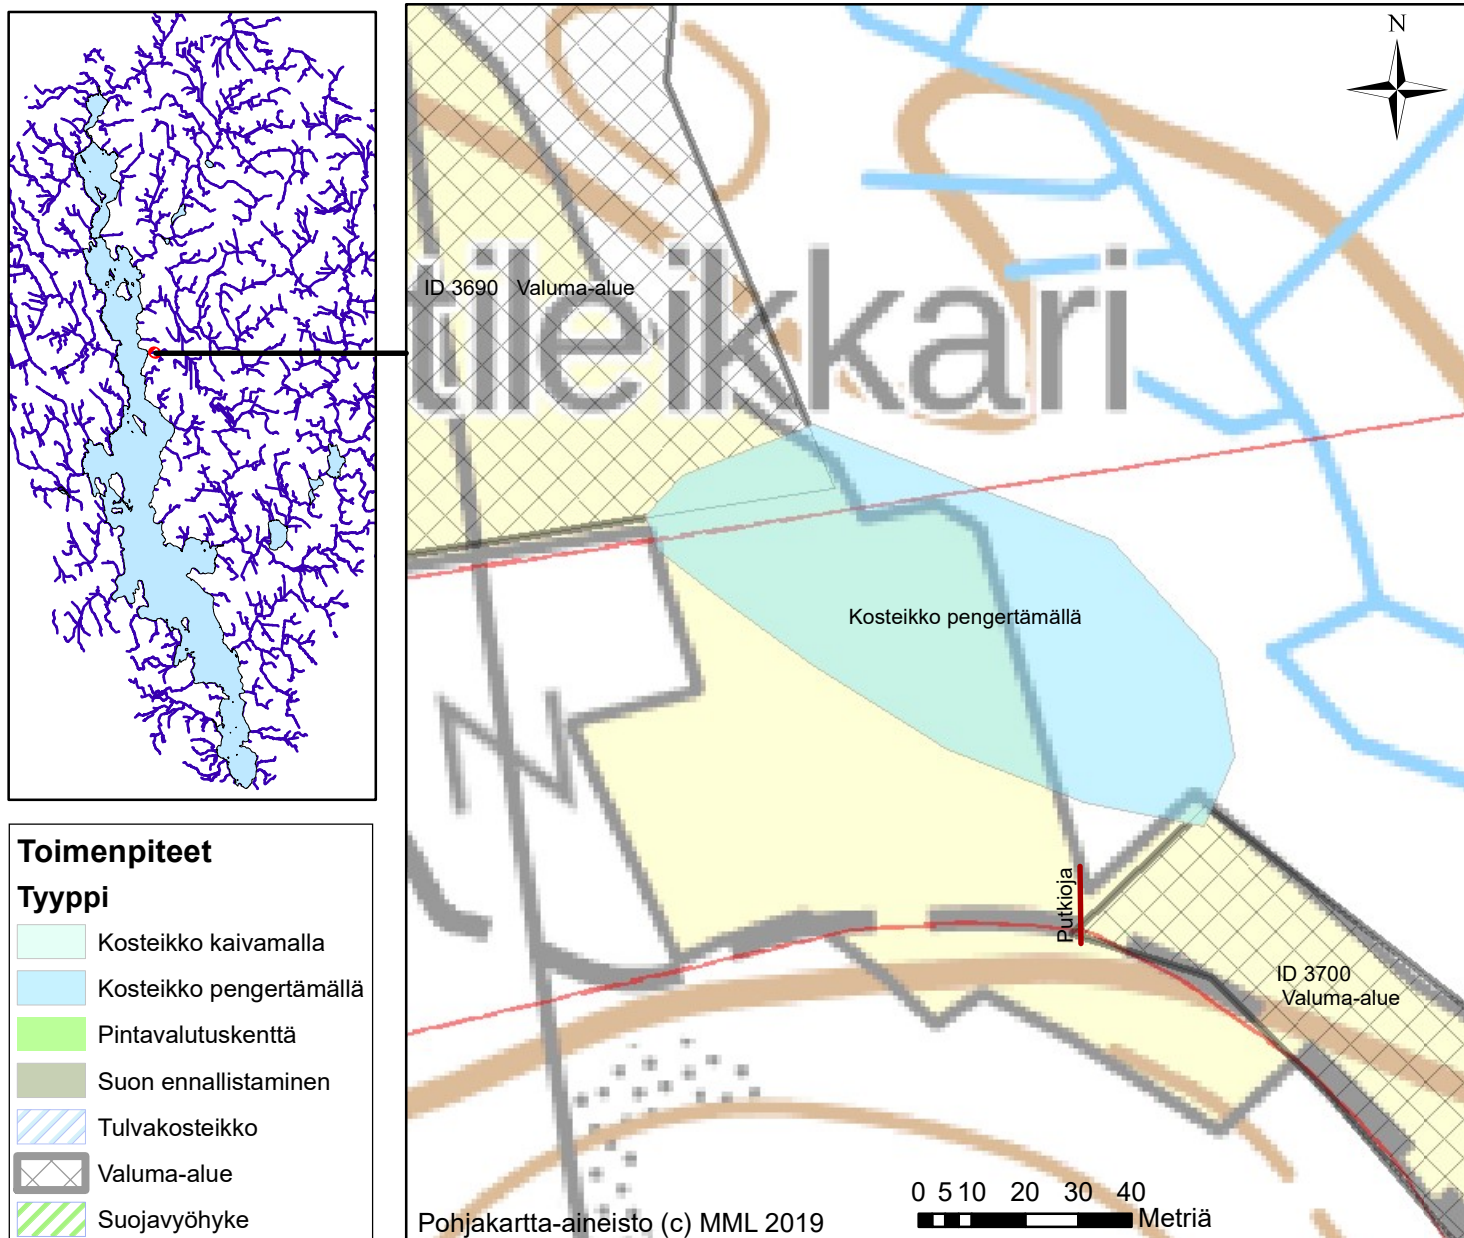 N
tileikkari
ID 3690 Valuma-alue
Kosteikko pengertämällä
Putkioja
ID 3700
Valuma-alue
Toimenpiteet
Tyyppi
Kosteikko kaivamalla
Kosteikko pengertämällä
Pintavalutuskenttä
Suon ennallistaminen
Tulvakosteikko
Valuma-alue
Suojavyöhyke
0 5 10 20 30 40
Metriä
Pohjakartta-aineisto (c) MML 2019